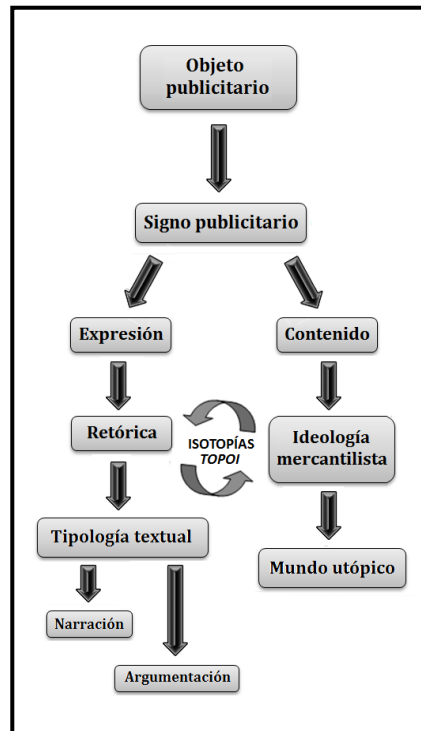 Objeto
publicitario
Signo publicitario
Expresión
Contenido
Retórica
ISOTOPÍAS
TOPOI
Ideología
mercantilista
Tipología textual
Mundo utópico
Narración
Argumentación